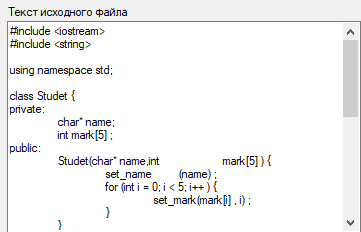 Текст исходного файла
#include <iostream>
#include <string>
using namespace std;
class Studet {
private:
char* name;
int mark[5] ;
public:
Studet(char* name,int mark[5] ) {
set_name (name) ;
for (int i = 0; i < 5; i++ ) {
set_mark(mark[i] , i) ;
}
}